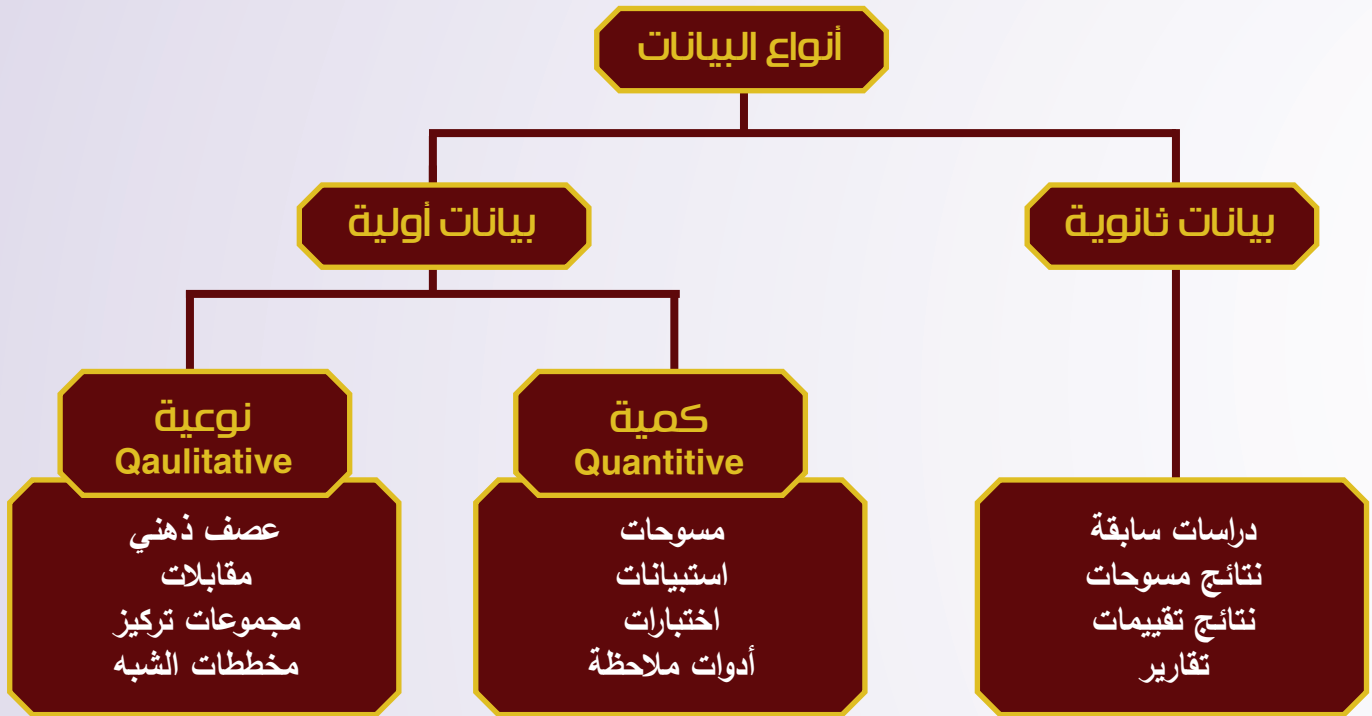 أنواع البيانات
بيانات ثانوية
بيانات أولية
دراسات سابقة
نتائج مسوحات
نتائج تقييمات
تقارير
كمية
Quantitive
مسوحات
استبيانات
اختبارات
أدوات ملاحظة
نوعية
Qaulitative
عصف ذهني
مقابلات
مجموعات تركيز
مخططات الشبه